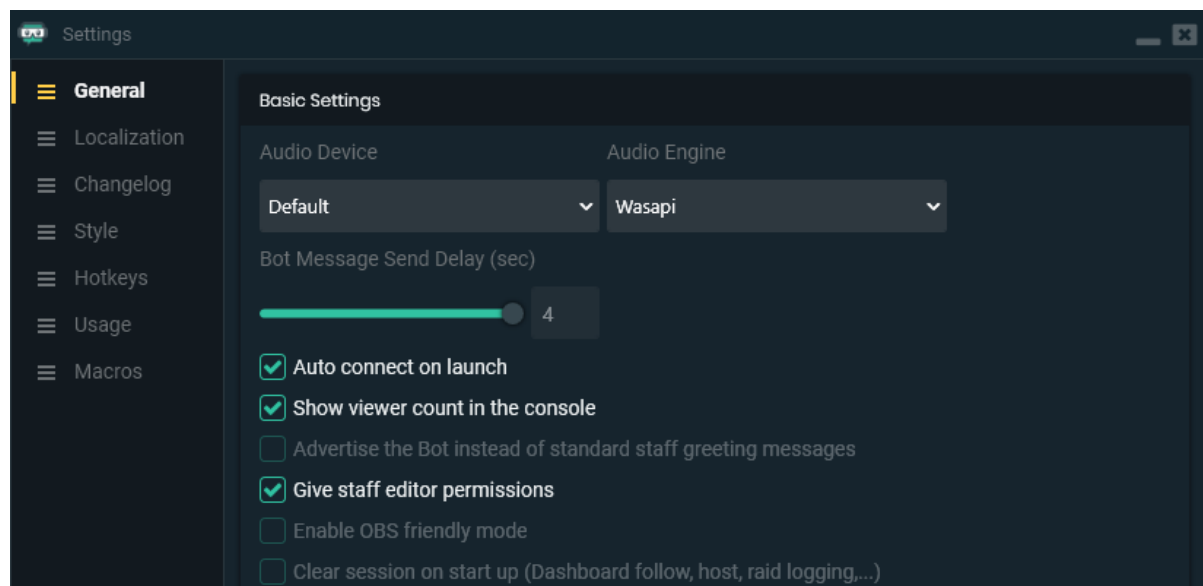 Settings
General
Localization
Changelog
Style
Hotkeys
Usage
Macros
Basic Settings
Audio Device
Audio Engine
Default
Wasapi
Bot Message Send Delay (sec)
4
Auto connect on launch
Show viewer count in the console
Advertise the Bot instead of standard staff greeting messages
Give staff editor permissions
Enable OBS friendly mode
Clear session on start up (Dashboard follow, host, raid logging,...)